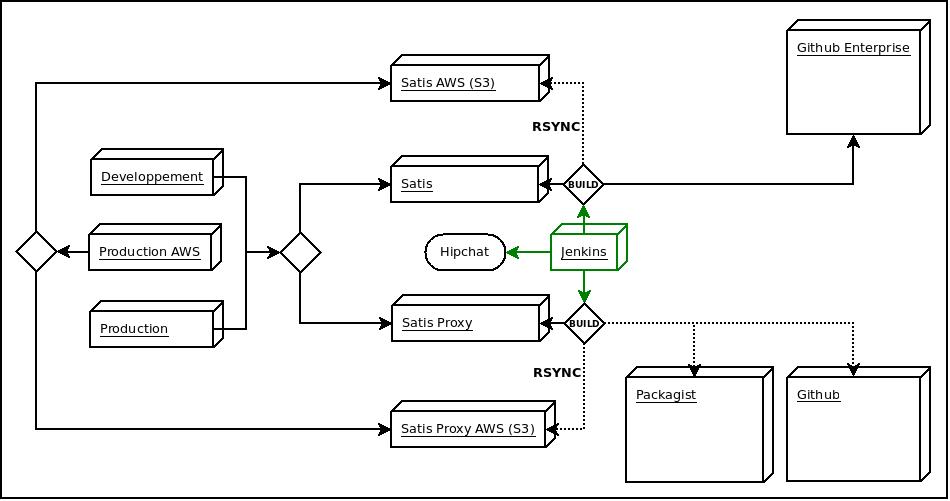 Github Enterprise
Satis AWS (S3)
RSYNC
Developpement
Satis
BUILD
Production AWS
Hipchat
Jenkins
Production
Satis Proxy
BUILD
RSYNC
Packagist
Github
Satis Proxy AWS (S3)